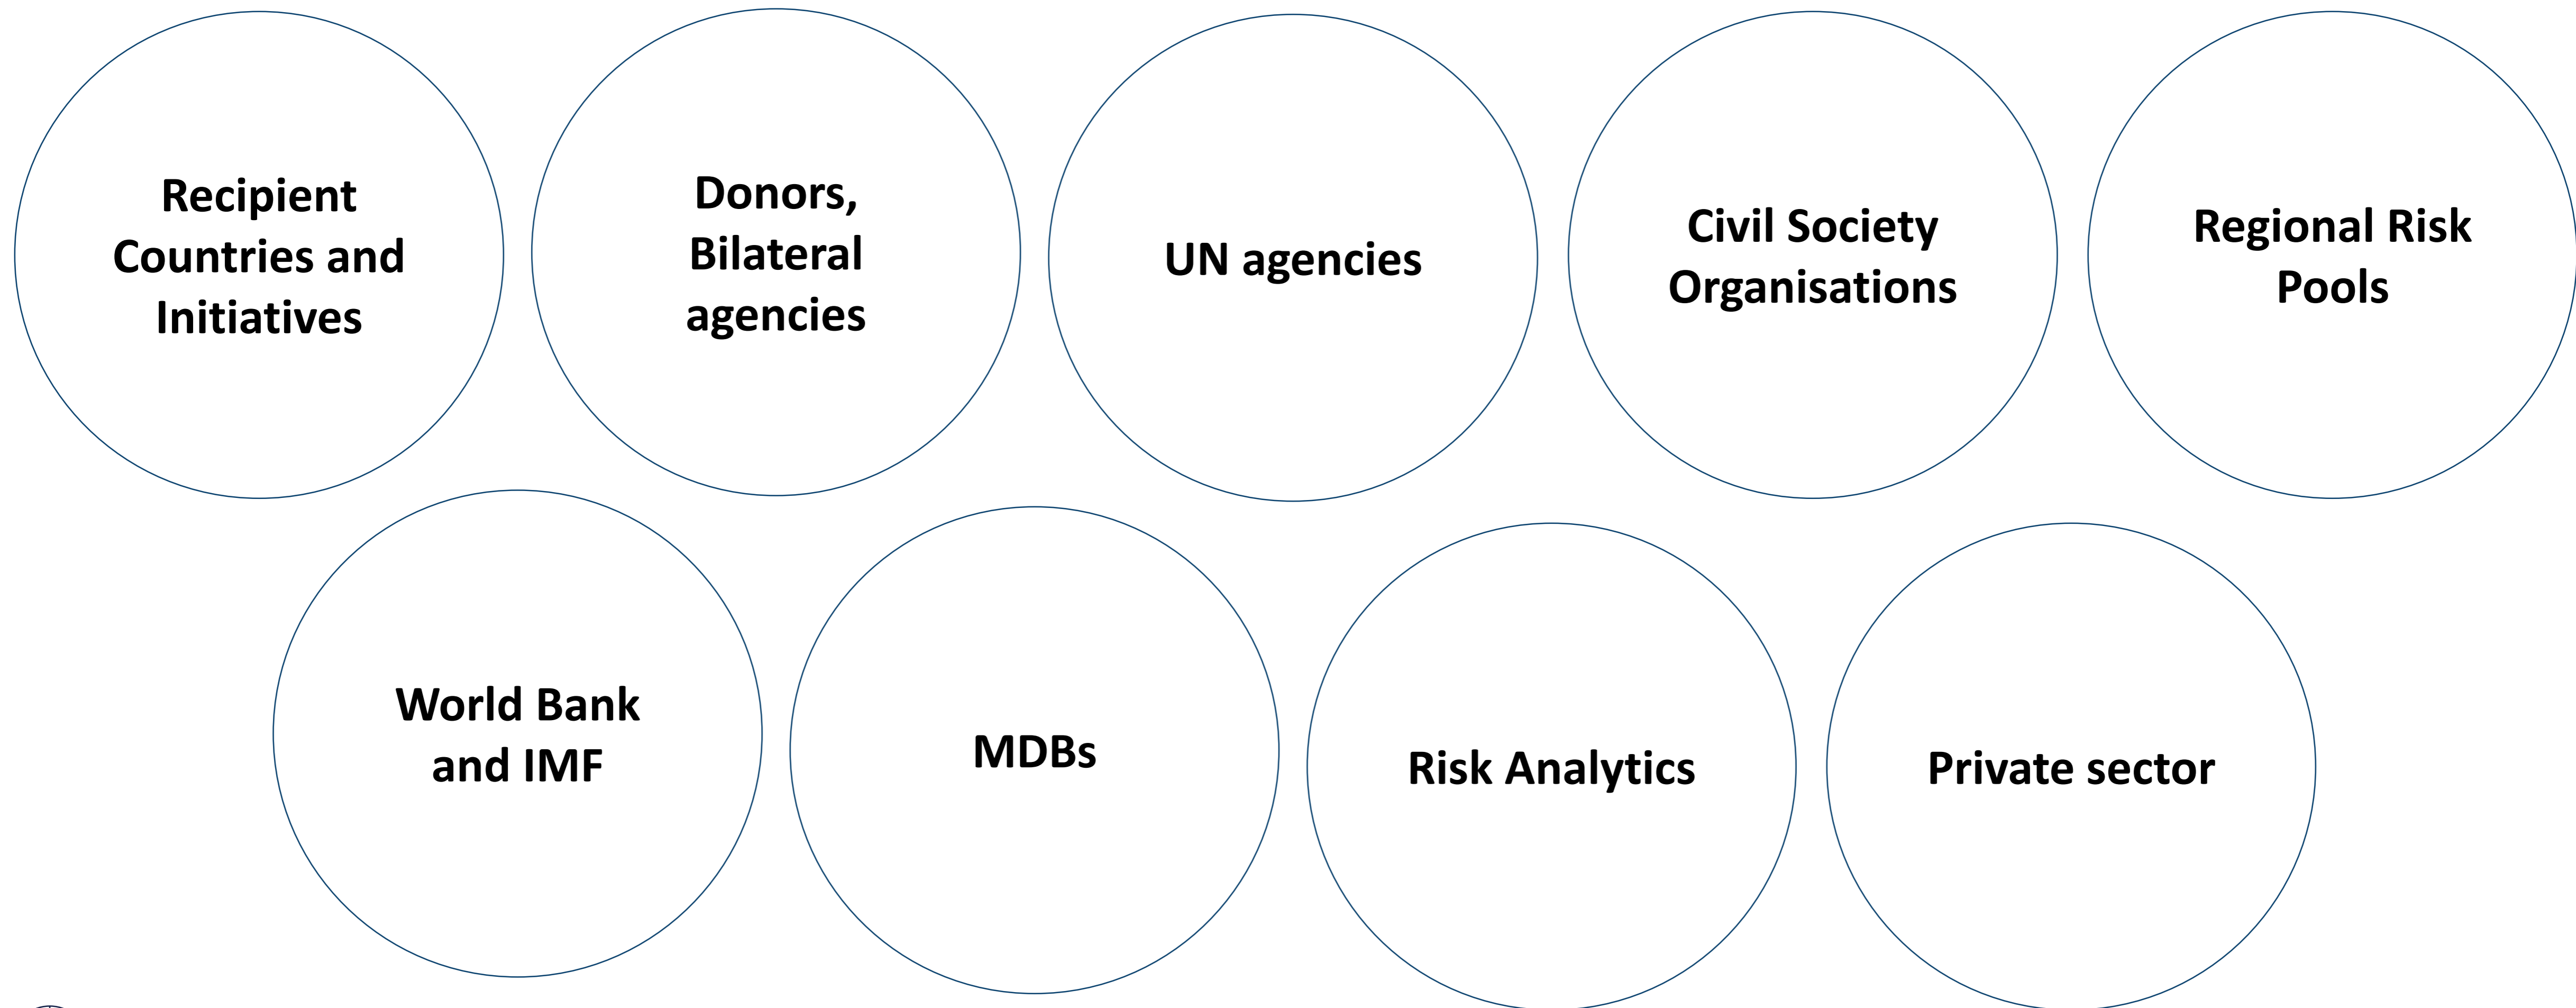 Recipient
Countries and
Initiatives
Donors,
Bilateral
agencies
UN agencies
Civil Society
Organisations
Regional Risk
Pools
World Bank
and IMF
MDBs
Risk Analytics
Private sector